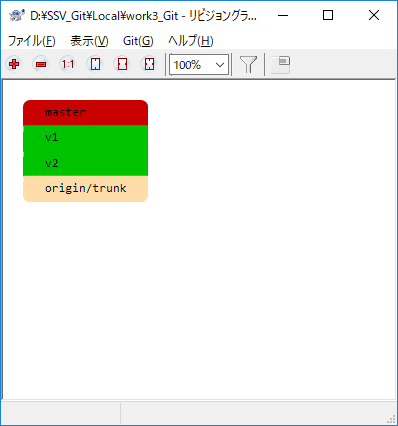 D:¥SSV_Git¥Local¥work3_Git - リビジョングラ...
ファイル(F) 表示(V) Git(G) ヘルプ(H)
1:1 100%
master
v1
v2
origin/trunk